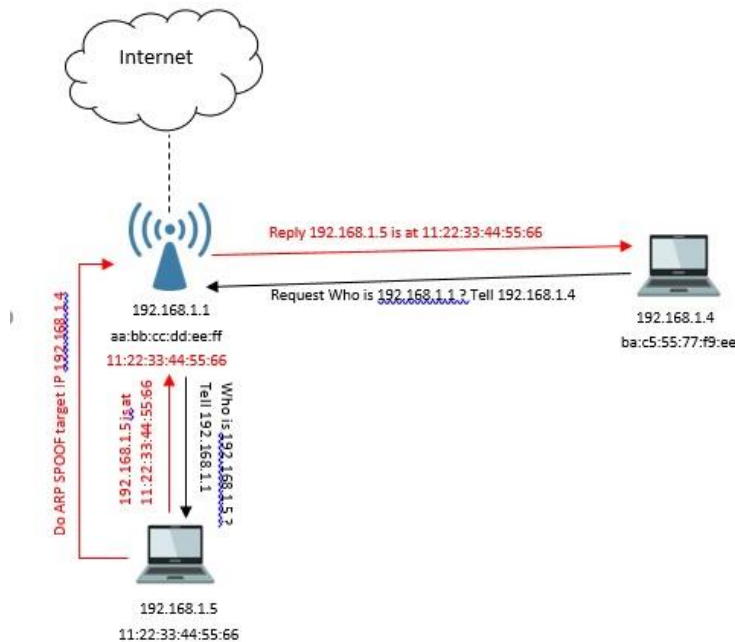 Internet
Reply 192.168.1.5 is at 11:22:33:44:55:66
Request Who is 192.168.1.1 ? Tell 192.168.1.4
192.168.1.1
aa:bb:cc:dd:ee:ff
11:22:33:44:55:66
192.168.1.4
ba:c5:55:77:f9:ee
Do ARP SPOOF target IP 192.168.1.4
192.168.1.5 is at
11:22:33:44:55:66
Who is 192.168.1.5 ?
Tell 192.168.1.1
192.168.1.5
11:22:33:44:55:66